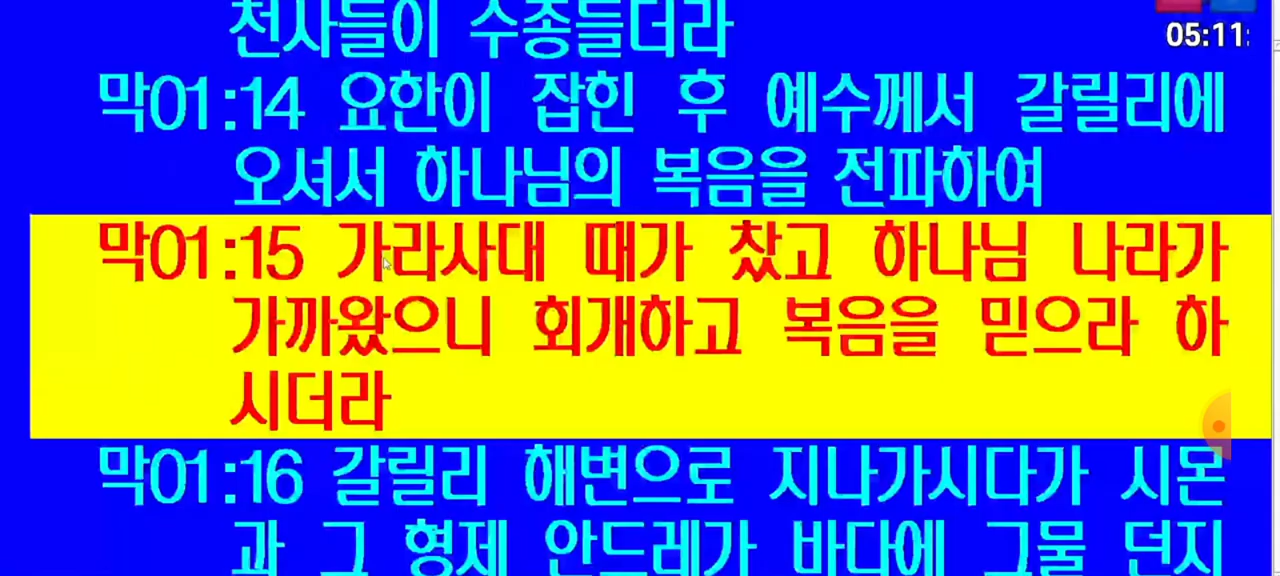 천사들이 수종들더라
05:11:
막01:14 요한이 잡힌 후 예수께서 갈릴리에
오셔서 하나님의 복음을 전파하여
막01:15 가라사대 때가 찼고 하나님 나라가
가까왔으니 회개하고 복음을 믿으라 하
시더라
막01:16 갈릴리 해변으로 지나가시다가 시몬
과 그 형제 안드레가 바다에 그물 던지